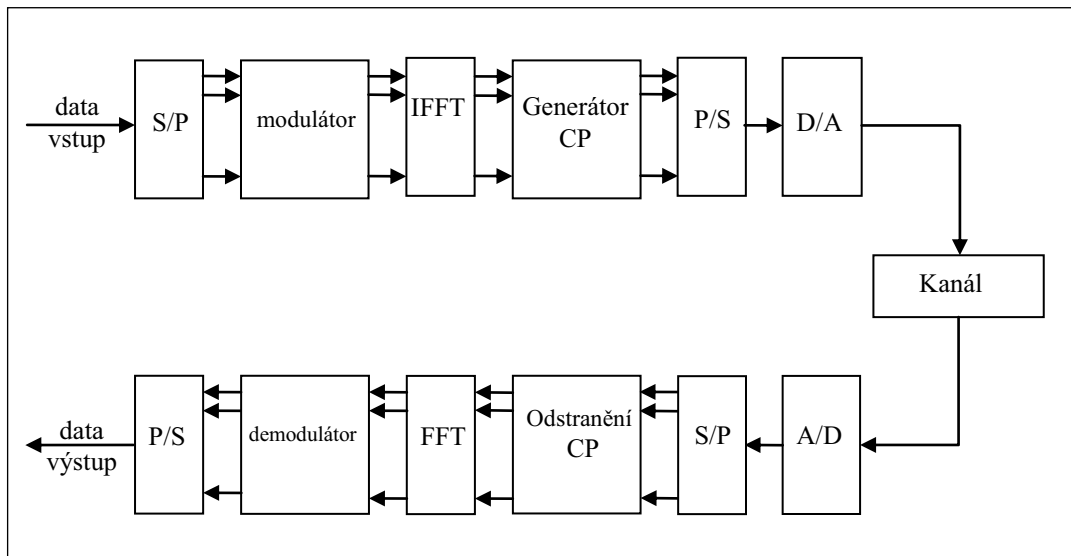 data
vstup
S/P
modulátor
IFFT
Generátor
CP
P/S
D/A
Kanál
data
výstup
P/S
demodulátor
FFT
Odstranění
CP
S/P
A/D